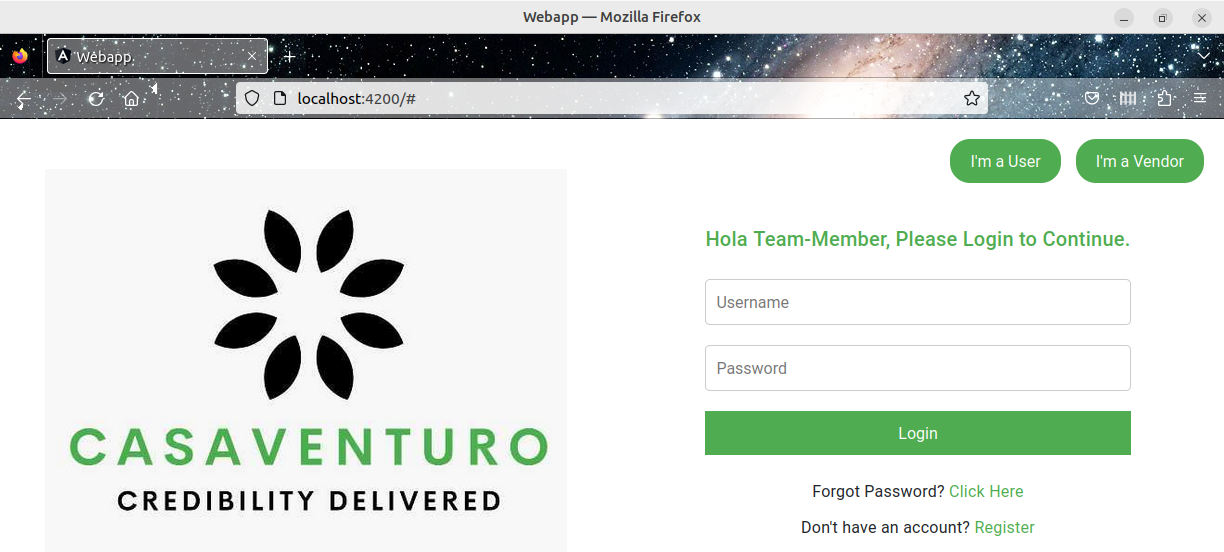 Webapp — Mozilla Firefox
Webapp
localhost:4200/#
I'm a User
I'm a Vendor
Hola Team-Member, Please Login to Continue.
Username
Password
Login
Forgot Password? Click Here
Don't have an account? Register
CASAVENTURO
CREDIBILITY DELIVERED